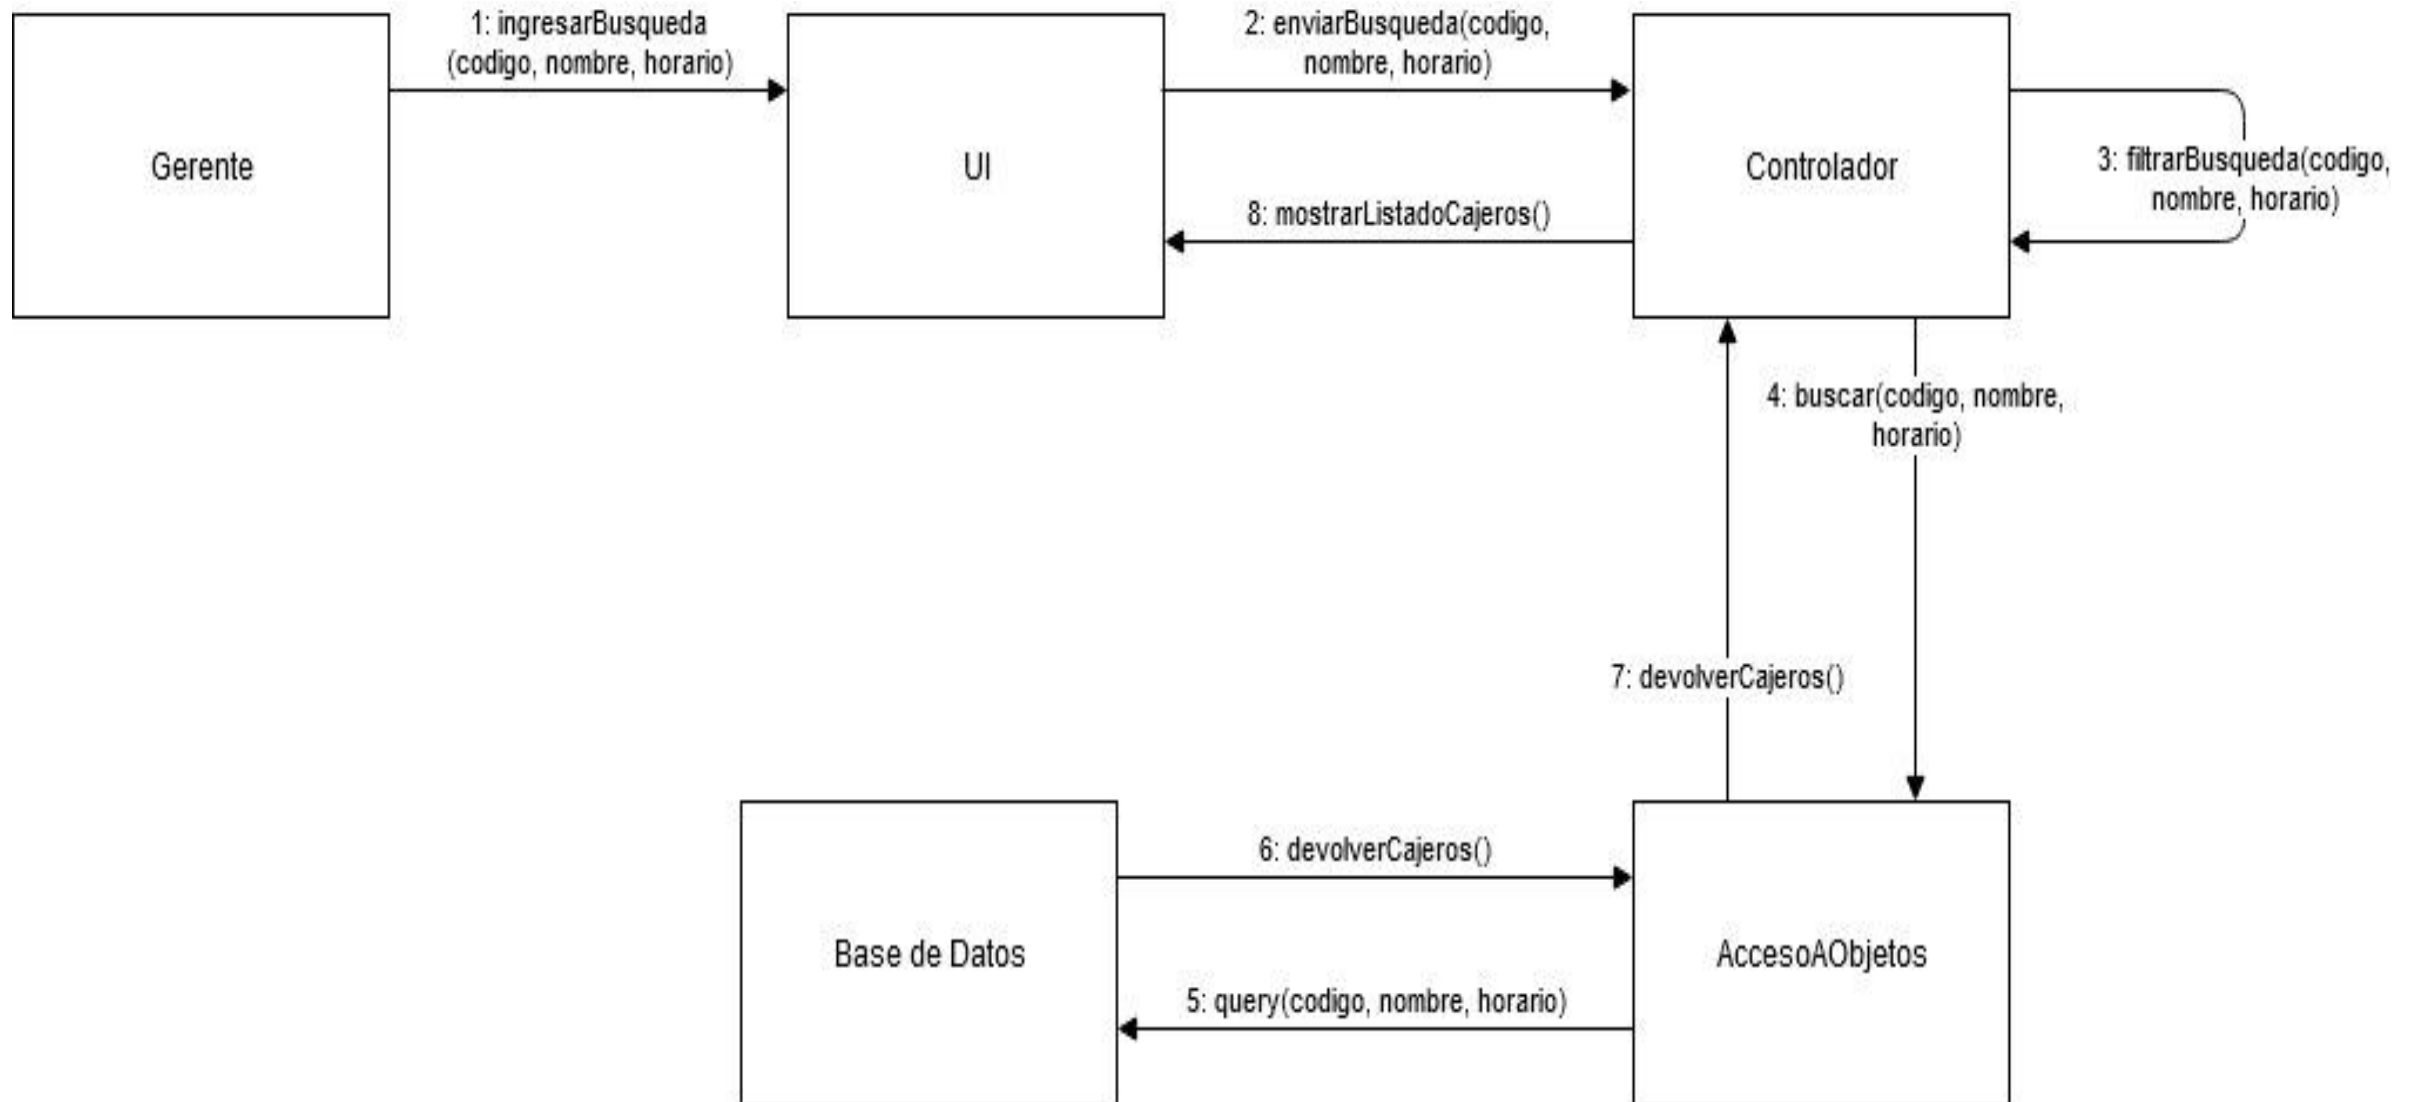 1: ingresarBusqueda
(codigo, nombre, horario)
2: enviarBusqueda(codigo,
nombre, horario)
Gerente
UI
Controlador
3: filtrarBusqueda(codigo,
nombre, horario)
8: mostrarListadoCajeros()
4: buscar(codigo, nombre,
horario)
7: devolverCajeros()
6: devolverCajeros()
Base de Datos
AccesoAObjetos
5: query(codigo, nombre, horario)